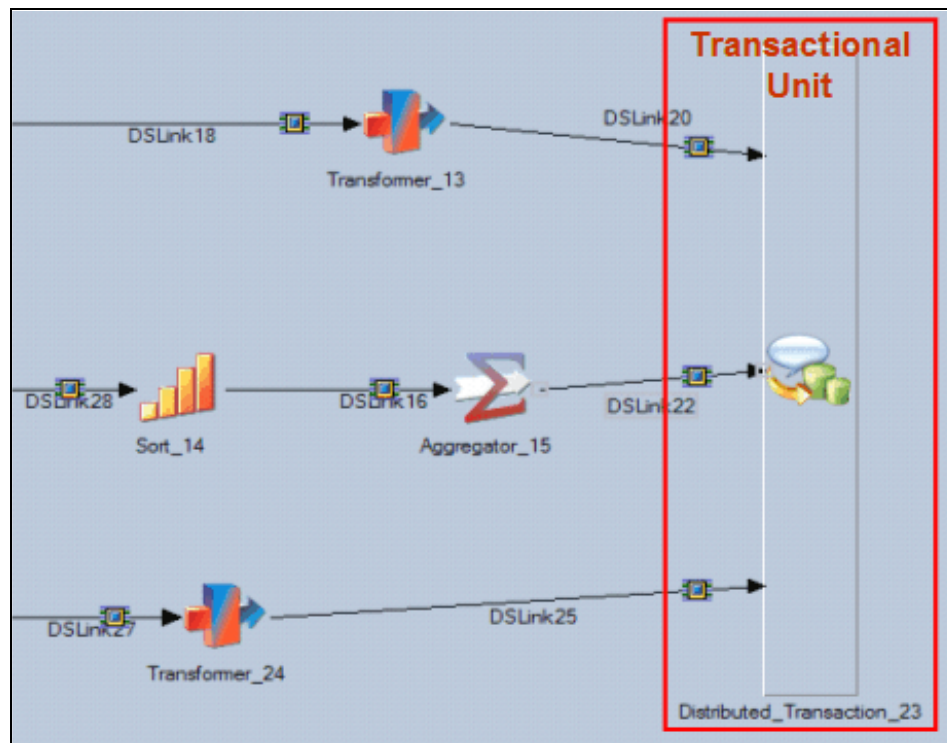 Transactional
Unit
DSLink18
DSLink20
Transformer_13
DSLink28
DSLink16
DSLink22
Sort_14
Aggregator_15
DSLink27
DSLink25
Transformer_24
Distributed_Transaction_23